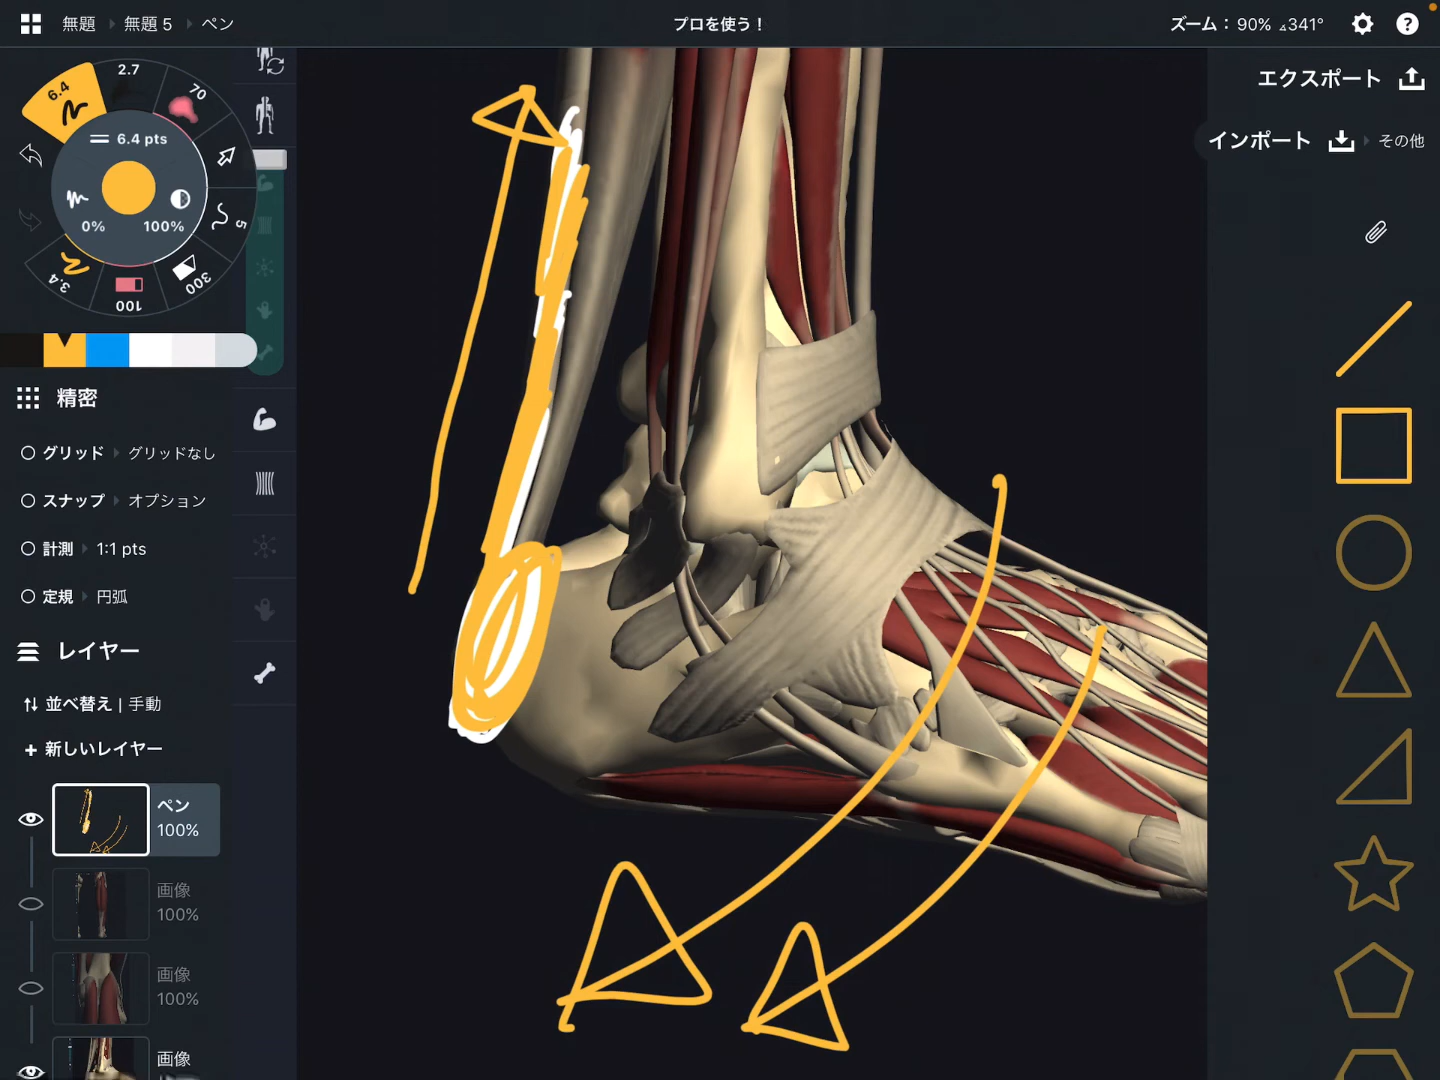 無題 無題 5 ペン
プロを使う！
ズーム： 90% ⊿341°
エクスポート
インポート その他
2.7
6.4
70
6.4 pts
0%
100%
5
3.4
100
300
精密
グリッド グリッドなし
スナップ オプション
計測 1:1 pts
定規 円弧
レイヤー
並べ替え | 手動
+ 新しいレイヤー
ペン
100%
画像
100%
画像
100%
画像